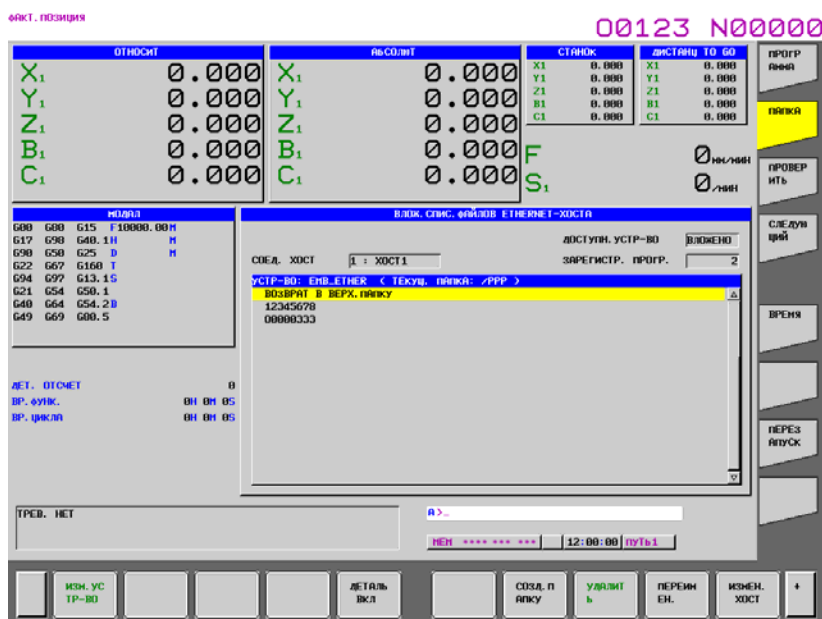 ФАКТ. ПОЗИЦИЯ
O0123 N00000
ОТНОСИТ
X1 0.000
Y1 0.000
Z1 0.000
B1 0.000
C1 0.000
АБСОЛЮТ
X1 0.000
Y1 0.000
Z1 0.000
B1 0.000
C1 0.000
СТАНОК
X1 0.000
Y1 0.000
Z1 0.000
B1 0.000
C1 0.000
ДИСТАНЦ TO GO
X1 0.000
Y1 0.000
Z1 0.000
B1 0.000
C1 0.000
F 0мм/мин
S1 0/мин
МОДАЛ
G00 G80 G15 F10000.00M
G17 G98 G40.1H M
G90 G50 G25 D M
G22 G67 G160 T
G94 G97 G13.1S
G21 G54 G50.1
G40 G64 G54.2B
G49 G69 G80.5
ДЕТ. ОТСЧЕТ 0
ВР.ФУНК. 0H 0M 0S
ВР.ЦИКЛА 0H 0M 0S
ВЛОЖ.СПИС.ФАЙЛОВ ETHERNET-ХОСТА
ДОСТУПН.УСТР-ВО ВЛОЖЕНО
СОЕД. ХОСТ 1 : ХОСТ1
ЗАРЕГИСТР. ПРОГР. 2
УСТР-ВО: EMB_ETHER ( ТЕКУЩ. ПАПКА: /PPP )
ВОЗВРАТ В ВЕРХ.ПАПКУ
12345678
O0000333
ТРЕВ. НЕТ
A>_
MEM **** *** ***
12:00:00
ПУТЬ1
ПРОГР
АММА
ПАПКА
ПРОВЕР
ИТЬ
СЛЕДУЮ
ЩИЙ
ВРЕМЯ
ПЕРЕЗ
АПУСК
ИЗМ.УС
ТР-ВО
ДЕТАЛЬ
ВКЛ
СОЗД.П
АПКУ
УДАЛИТ
Ь
ПЕРЕИМ
ЕН.
ИЗМЕН.
ХОСТ
+